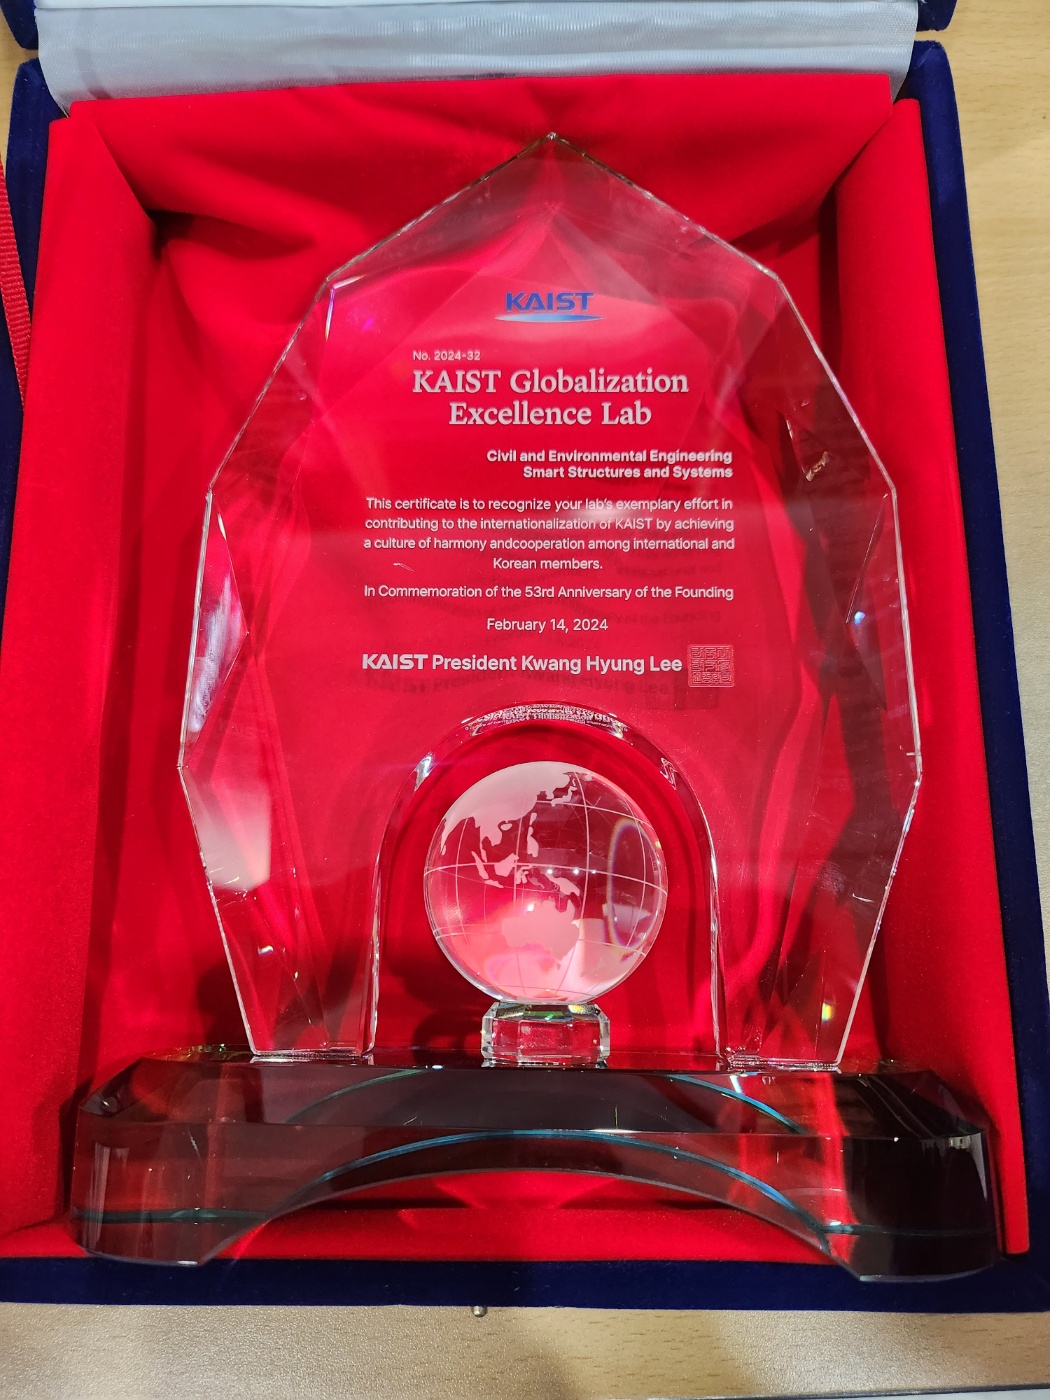 KAIST
No. 2024-32
KAIST Globalization
Excellence Lab
Civil and Environmental Engineering
Smart Structures and Systems
This certificate is to recognize your lab's exemplary effort in
contributing to the internationalization of KAIST by achieving
a culture of harmony andcooperation among international and
Korean members.
In Commemoration of the 53rd Anniversary of the Founding
February 14, 2024
KAIST President Kwang Hyung Lee